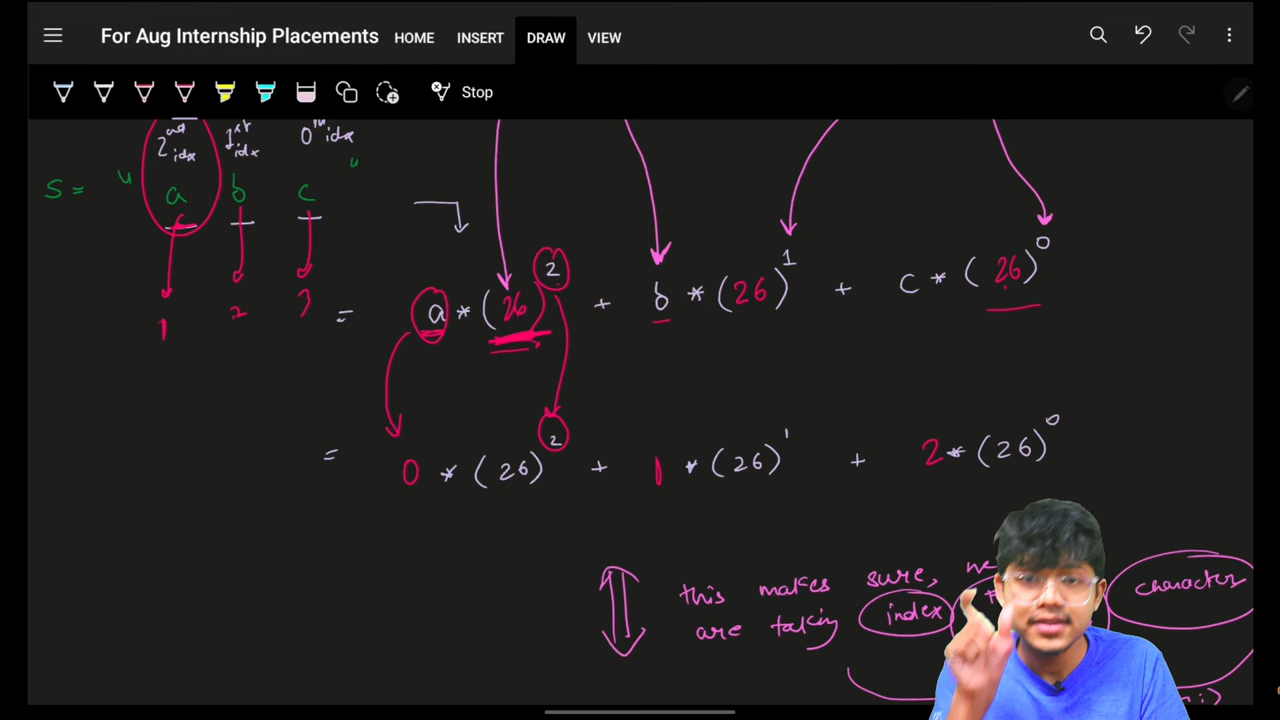 For Aug Internship Placements HOME INSERT DRAW VIEW
Stop
2nd idx 1st idx 0th idx
S = " a b c "
1 2 3
= a * (26)^2 + b * (26)^1 + c * (26)^0
= 0 * (26)^2 + 1 * (26)^1 + 2 * (26)^0
this makes sure, we
are taking index character
:)